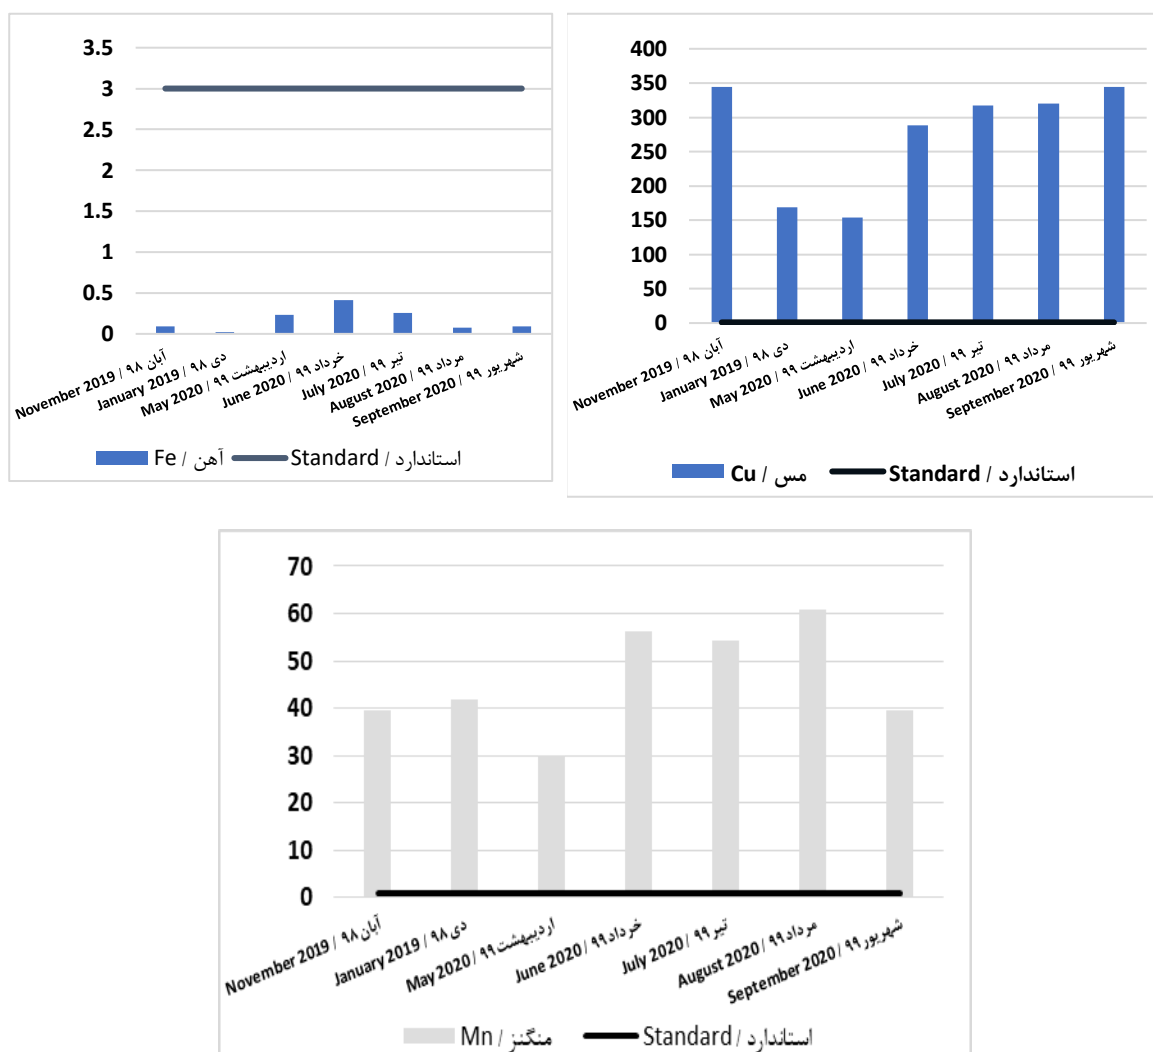 3.5
3
2.5
2
1.5
1
0.5
0
November 2019 / آبان ۹۸
January 2019 / دی ۹۸
May 2020 / اردیبهشت ۹۹
June 2020 / خرداد ۹۹
July 2020 / تیر ۹۹
August 2020 / مرداد ۹۹
September 2020 / شهریور ۹۹
Fe / آهن Standard / استاندارد
400
350
300
250
200
150
100
50
0
November 2019 / آبان ۹۸
January 2019 / دی ۹۸
May 2020 / اردیبهشت ۹۹
June 2020 / خرداد ۹۹
July 2020 / تیر ۹۹
August 2020 / مرداد ۹۹
September 2020 / شهریور ۹۹
Cu / مس Standard / استاندارد
70
60
50
40
30
20
10
0
November 2019 / آبان ۹۸
January 2019 / دی ۹۸
May 2020 / اردیبهشت ۹۹
June 2020 / خرداد ۹۹
July 2020 / تیر ۹۹
August 2020 / مرداد ۹۹
September 2020 / شهریور ۹۹
Mn / منگنز Standard / استاندارد